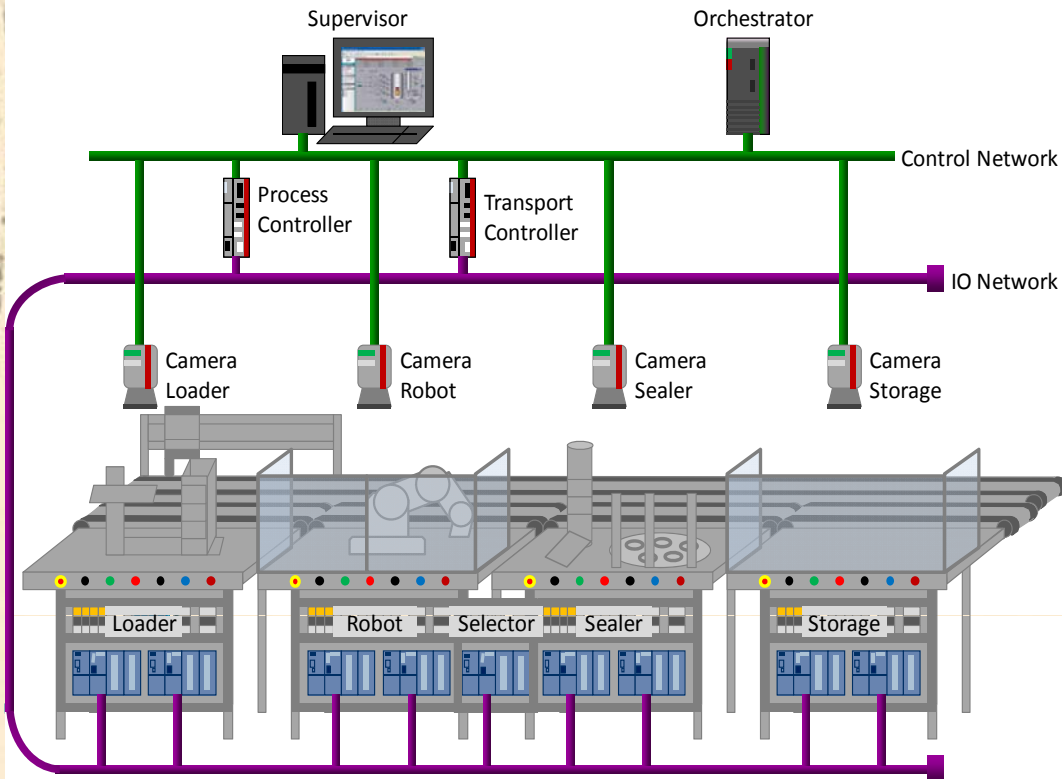 Supervisor
Orchestrator
Control Network
Process
Controller
Transport
Controller
IO Network
Camera
Loader
Camera
Robot
Camera
Sealer
Camera
Storage
Loader
Robot
Selector
Sealer
Storage